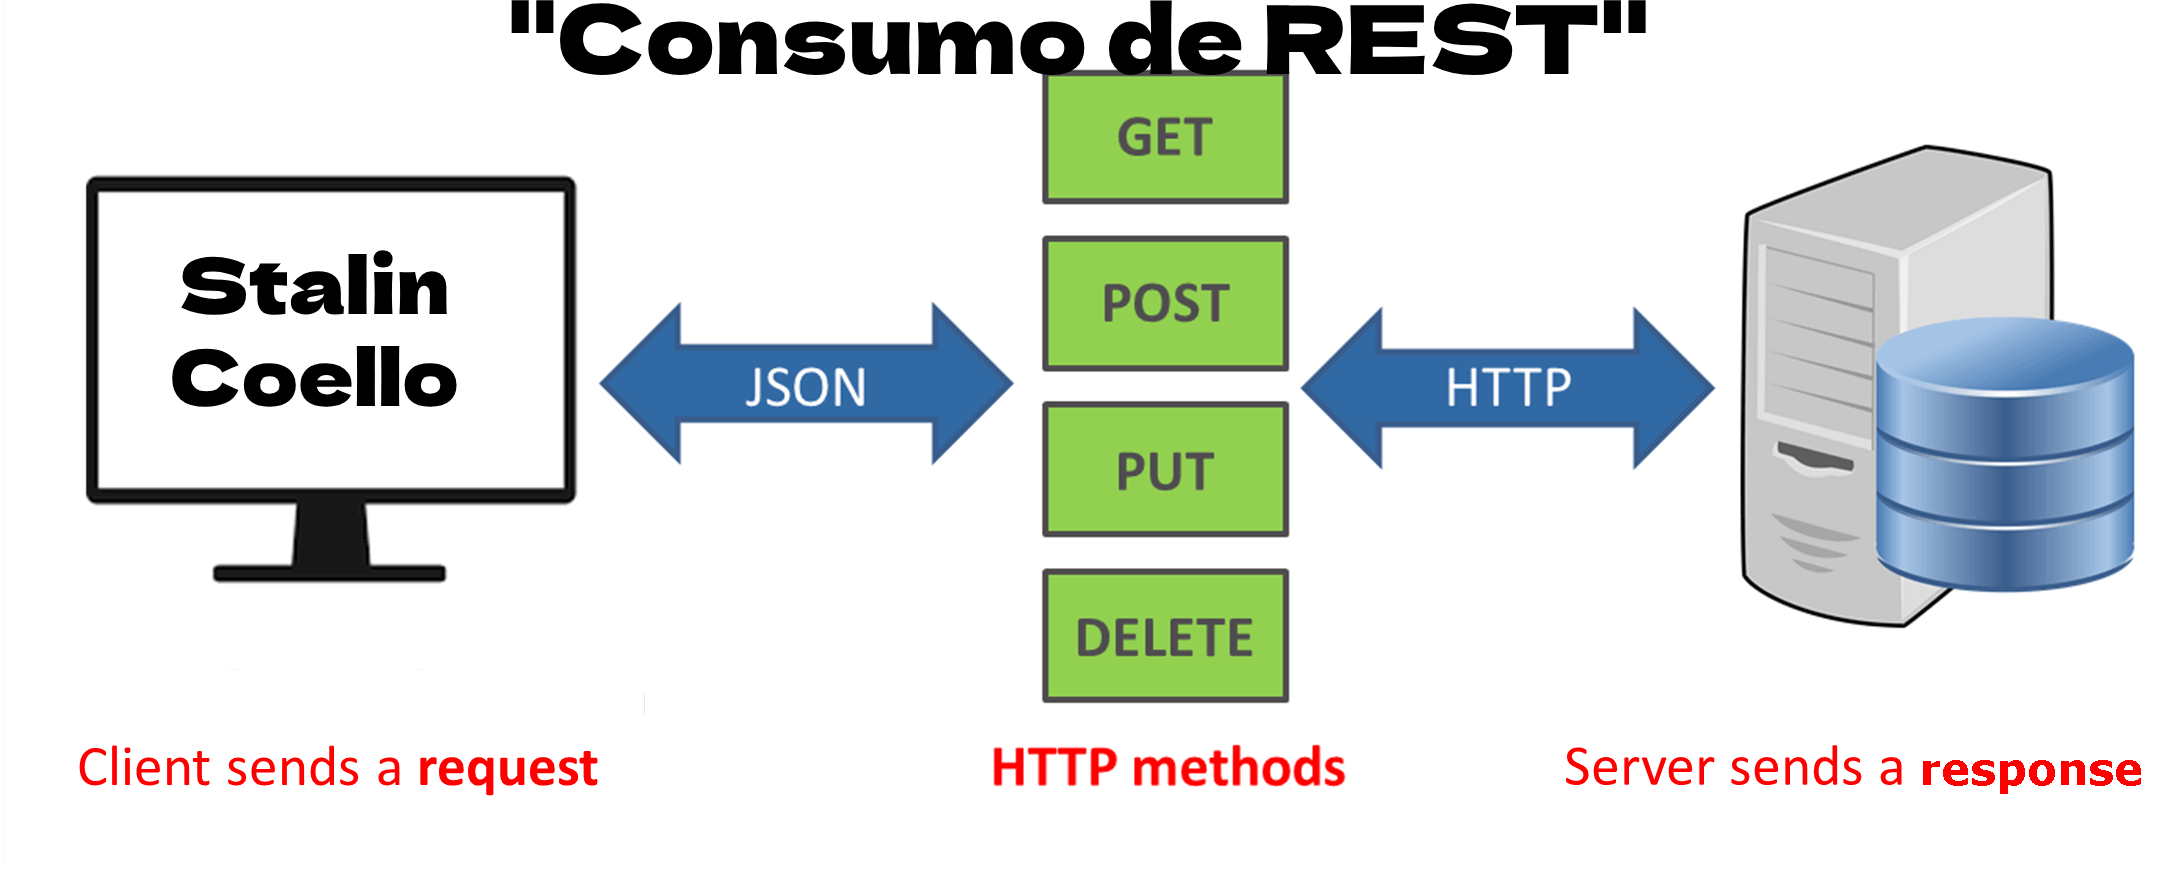 "Consumo de REST"
GET
Stalin
Coello
POST
JSON
HTTP
PUT
DELETE
Client sends a request
HTTP methods
Server sends a response